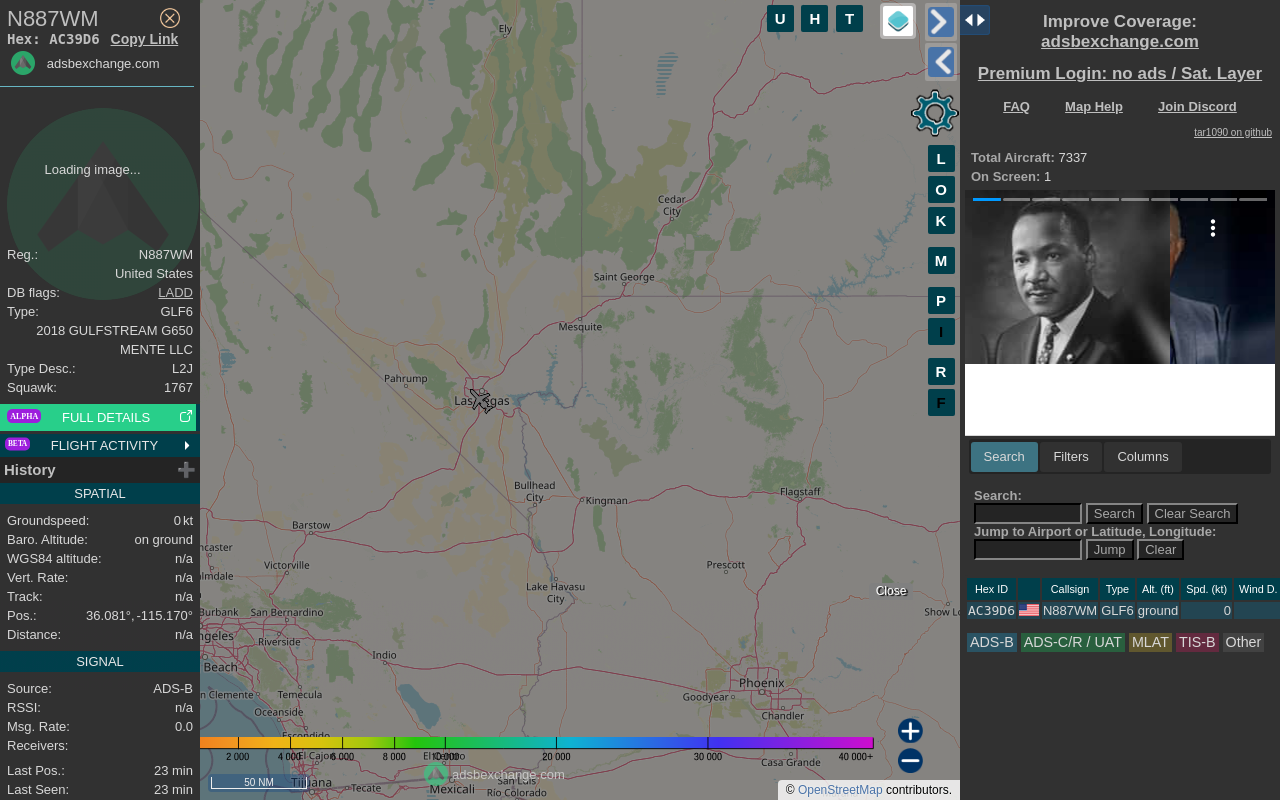 N887WM
Hex: AC39D6 Copy Link
adsbexchange.com
Loading image...
Reg.: N887WM
United States
DB flags: LADD
Type: GLF6
2018 GULFSTREAM G650
MENTE LLC
Type Desc.: L2J
Squawk: 1767
ALPHA FULL DETAILS
BETA FLIGHT ACTIVITY
History
SPATIAL
Groundspeed: 0 kt
Baro. Altitude: on ground
WGS84 altitude: n/a
Vert. Rate: n/a
Track: n/a
Pos.: 36.081°, -115.170°
Distance: n/a
SIGNAL
Source: ADS-B
RSSI: n/a
Msg. Rate: 0.0
Receivers:
Last Pos.: 23 min
Last Seen: 23 min
U H T
L
O
K
M
P
I
R
F
Ely
Cedar
City
Saint George
Mesquite
Pahrump
Las Vegas
Bullhead
City
Kingman
Flagstaff
Barstow
ncaster
Victorville
almdale
Prescott
Lake Havasu
City
Close
Burbank
San Bernardino
Show Lo
ngeles
Riverside
Beach
Indio
Phoenix
n Clemente
Temecula
Goodyear
Oceanside
Chandler
Escondido
El Cajon
El Centro
Casa Grande
2 000 4 000 6 000 8 000 20 000 30 000 40 000+
adsbexchange.com
50 NM
Tijuana
Tecate
Mexicali
San Luis
Río Colorado
© OpenStreetMap contributors.
Improve Coverage:
adsbexchange.com
Premium Login: no ads / Sat. Layer
FAQ Map Help Join Discord
tar1090 on github
Total Aircraft: 7337
On Screen: 1
Search Filters Columns
Search:
Search Clear Search
Jump to Airport or Latitude, Longitude:
Jump Clear
Hex ID Callsign Type Alt. (ft) Spd. (kt) Wind D.
AC39D6 N887WM GLF6 ground 0
ADS-B ADS-C/R / UAT MLAT TIS-B Other